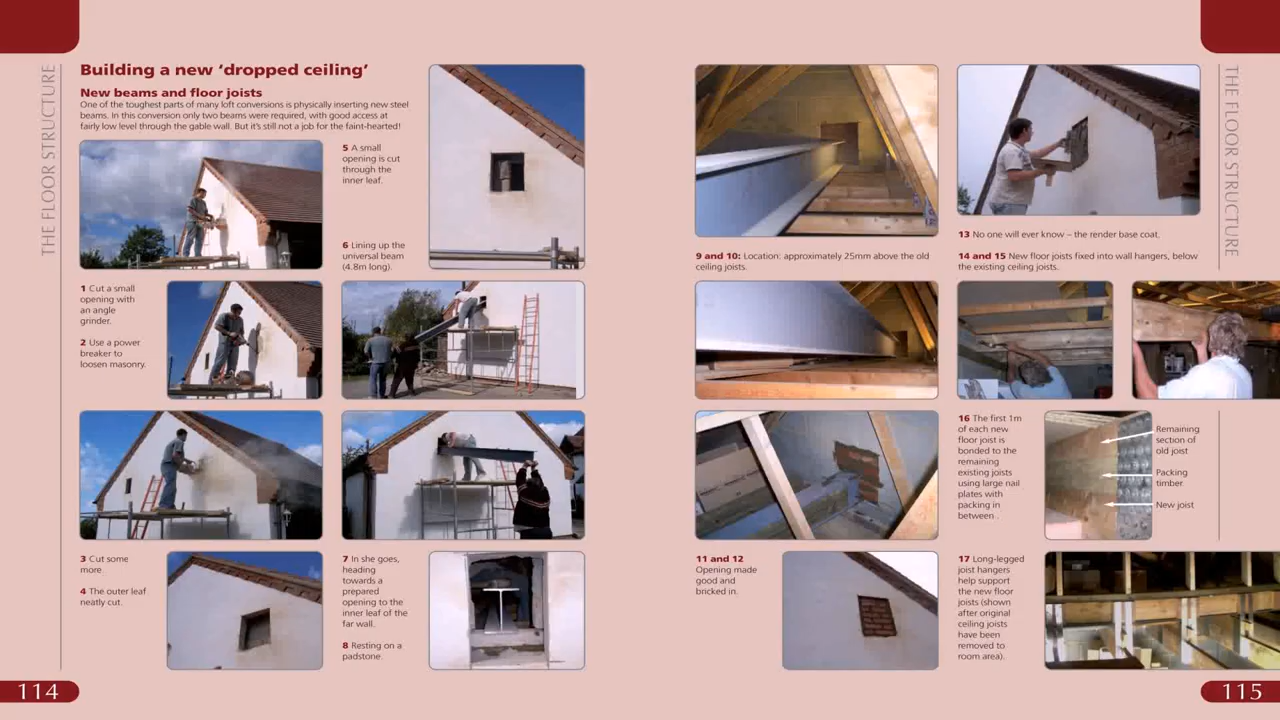 THE FLOOR STRUCTURE
Building a new ‘dropped ceiling’
New beams and floor joists
One of the toughest parts of many loft conversions is physically inserting new steel
beams. In this conversion only two beams were required, with good access at
fairly low level through the gable wall. But it’s still not a job for the faint-hearted!
1 Cut a small
opening with
an angle
grinder.
2 Use a power
breaker to
loosen masonry.
3 Cut some
more.
4 The outer leaf
neatly cut.
5 A small
opening is cut
through the
inner leaf.
6 Lining up the
universal beam
(4.8m long).
7 In she goes,
heading
towards a
prepared
opening to the
inner leaf of the
far wall.
8 Resting on a
padstone.
114
9 and 10: Location: approximately 25mm above the old
ceiling joists.
11 and 12
Opening made
good and
bricked in.
13 No one will ever know – the render base coat.
14 and 15 New floor joists fixed into wall hangers, below
the existing ceiling joists.
16 The first 1m
of each new
floor joist is
bonded to the
remaining
existing joists
using large nail
plates with
packing in
between .
Remaining
section of
old joist
Packing
timber
New joist
17 Long-legged
joist hangers
help support
the new floor
joists (shown
after original
ceiling joists
have been
removed to
room area).
THE FLOOR STRUCTURE
115